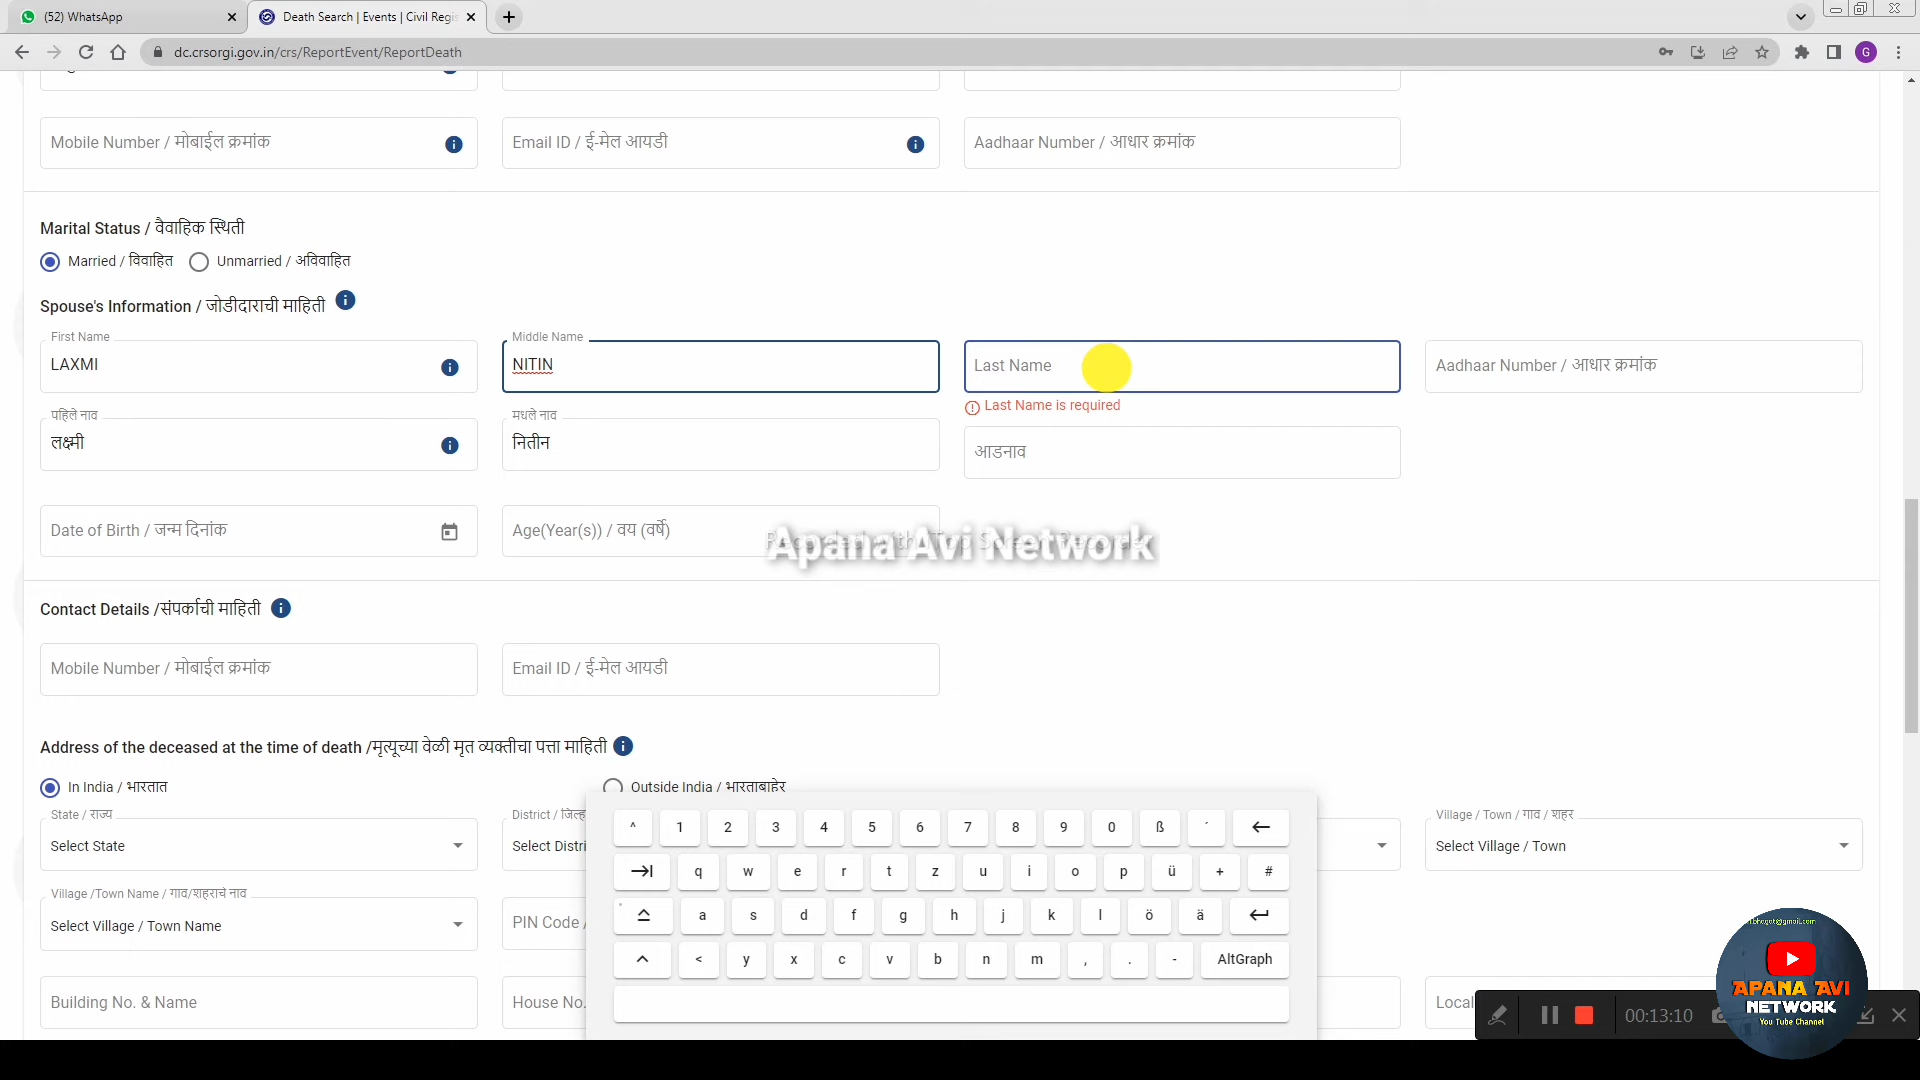 (52) WhatsApp
Death Search | Events | Civil Regis
dc.crsorgi.gov.in/crs/ReportEvent/ReportDeath
G
Mobile Number / मोबाईल क्रमांक
Email ID / ई-मेल आयडी
Aadhaar Number / आधार क्रमांक
Marital Status / वैवाहिक स्थिती
Married / विवाहित
Unmarried / अविवाहित
Spouse's Information / जोडीदाराची माहिती
First Name
LAXMI
Middle Name
NITIN
Last Name
Aadhaar Number / आधार क्रमांक
Last Name is required
पहिले नाव
लक्ष्मी
मधले नाव
नितीन
आडनाव
Date of Birth / जन्म दिनांक
Age(Year(s)) / वय (वर्षे)
Apana Avi Network
Contact Details /संपर्काची माहिती
Mobile Number / मोबाईल क्रमांक
Email ID / ई-मेल आयडी
Address of the deceased at the time of death /मृत्यूच्या वेळी मृत व्यक्तीचा पत्ता माहिती
In India / भारतात
Outside India / भारताबाहेर
State / राज्य
Select State
District / जिल्ह
Select Distri
Village / Town / गाव / शहर
Select Village / Town
Village /Town Name / गाव/शहराचे नाव
Select Village / Town Name
PIN Code /
Building No. & Name
House No.
Local
^ 1 2 3 4 5 6 7 8 9 0 ß ´
q w e r t z u i o p ü + #
a s d f g h j k l ö ä
< y x c v b n m , . - AltGraph
bhagat@gmail.com
APANA AVI
NETWORK
You Tube Channel
00:13:10